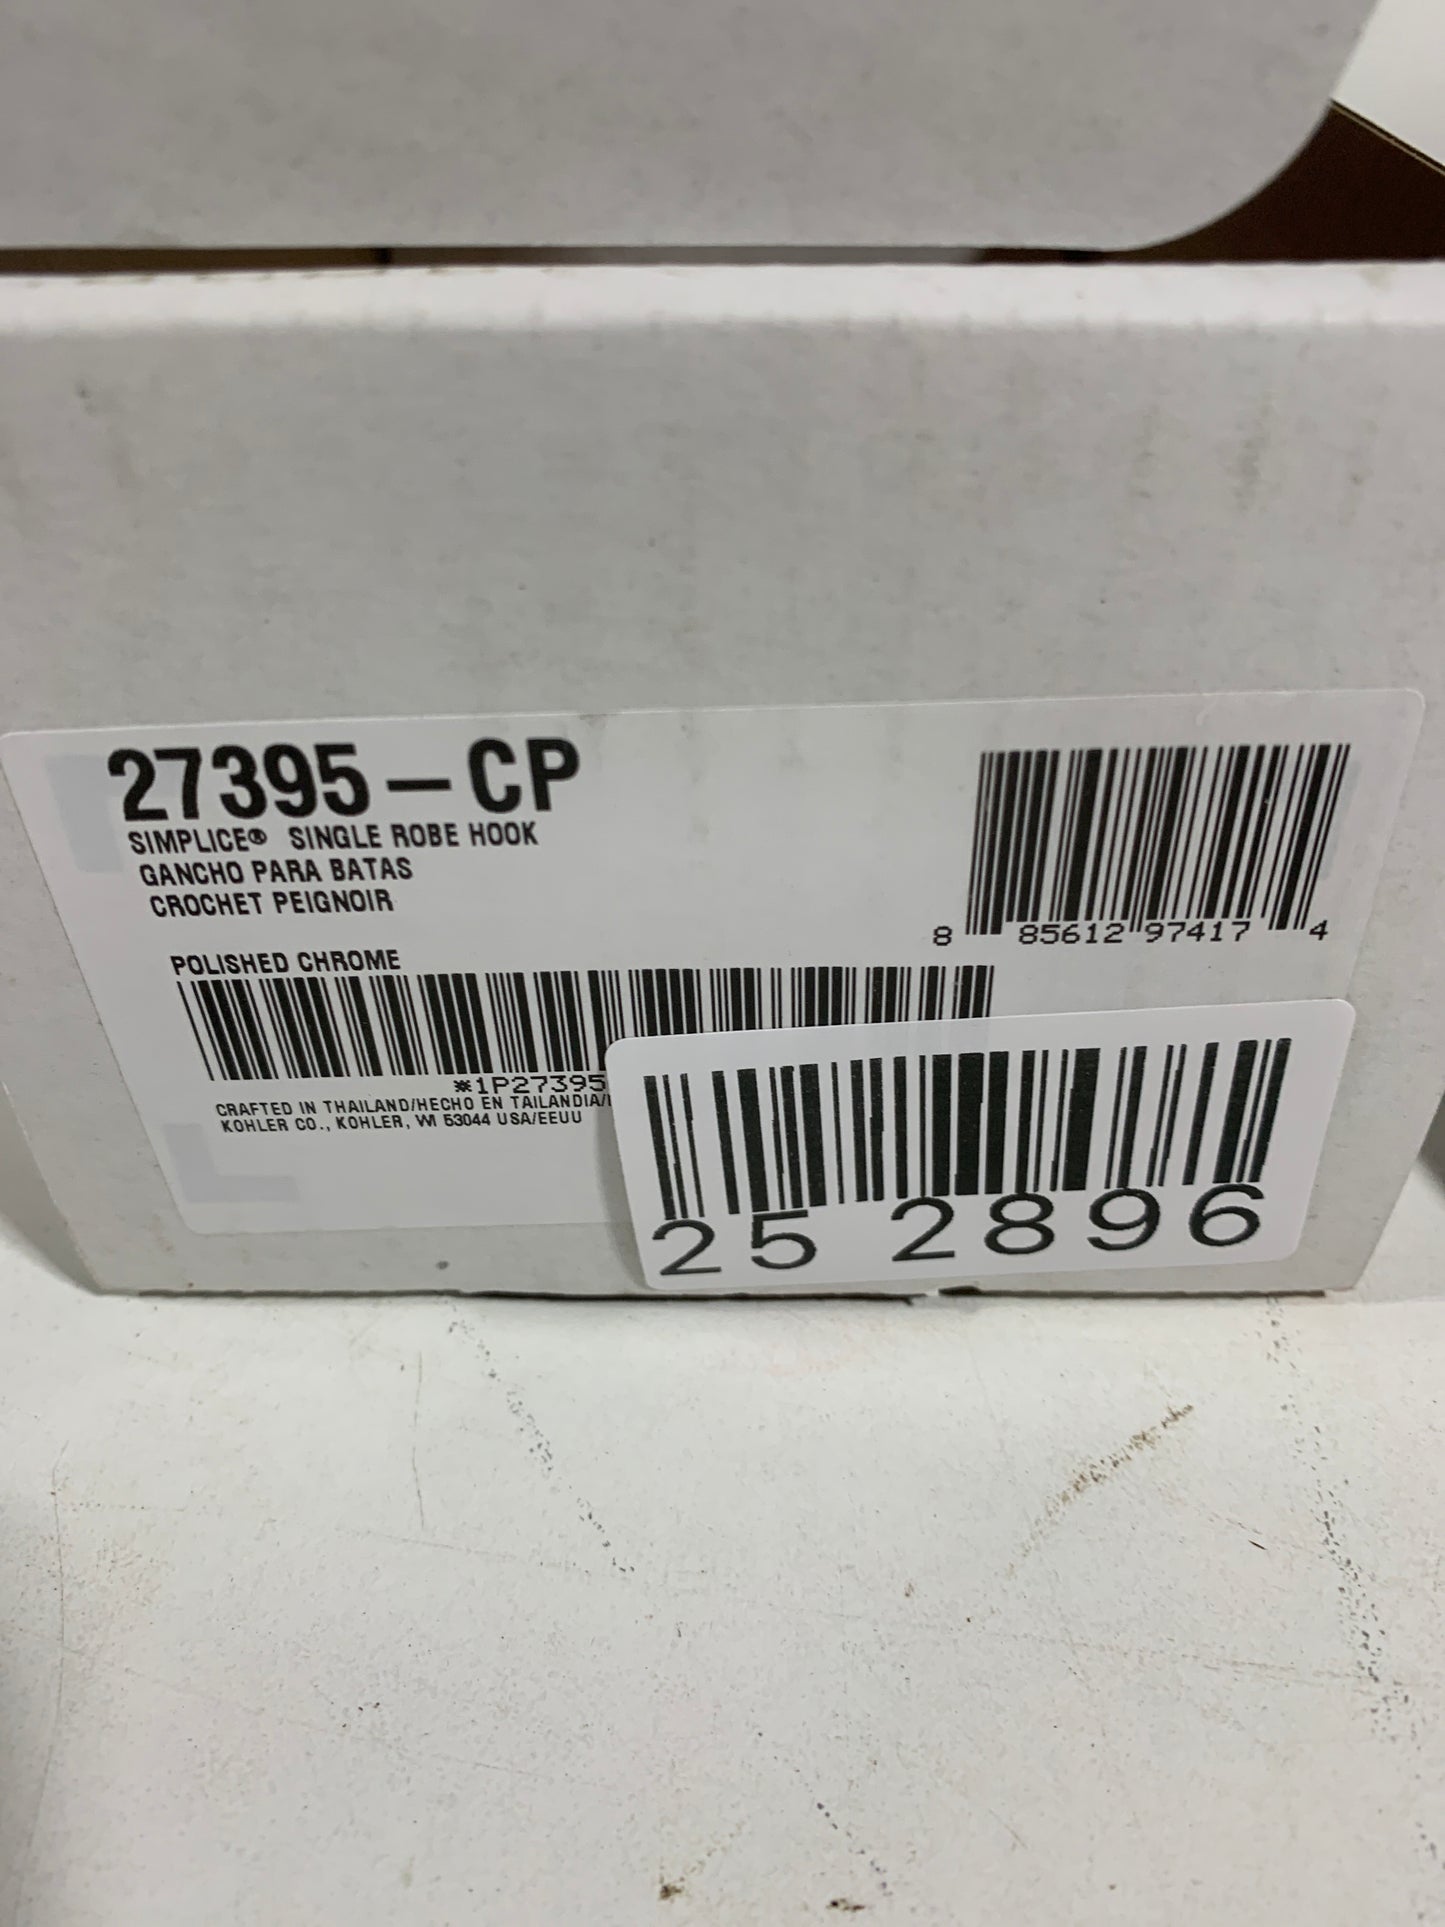 27395-CP
SIMPLICE® SINGLE ROBE HOOK
GANCHO PARA BATAS
CROCHET PEIGNOIR
POLISHED CHROME
8 85612 97417 4
*1P27395
CRAFTED IN THAILAND/HECHO EN TAILANDIA/
KOHLER CO., KOHLER, WI 53044 USA/EEUU
25 2896